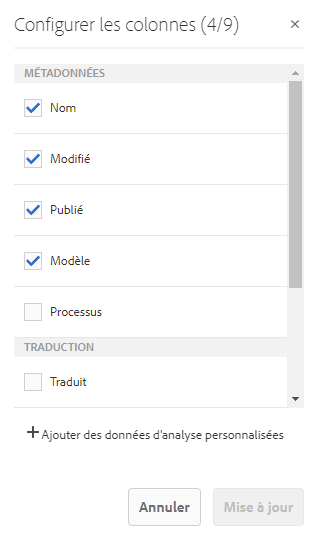 Configurer les colonnes (4/9)
MÉTADONNÉES
Nom
Modifié
Publié
Modèle
Processus
TRADUCTION
Traduit
Ajouter des données d'analyse personnalisées
Annuler Mise à jour